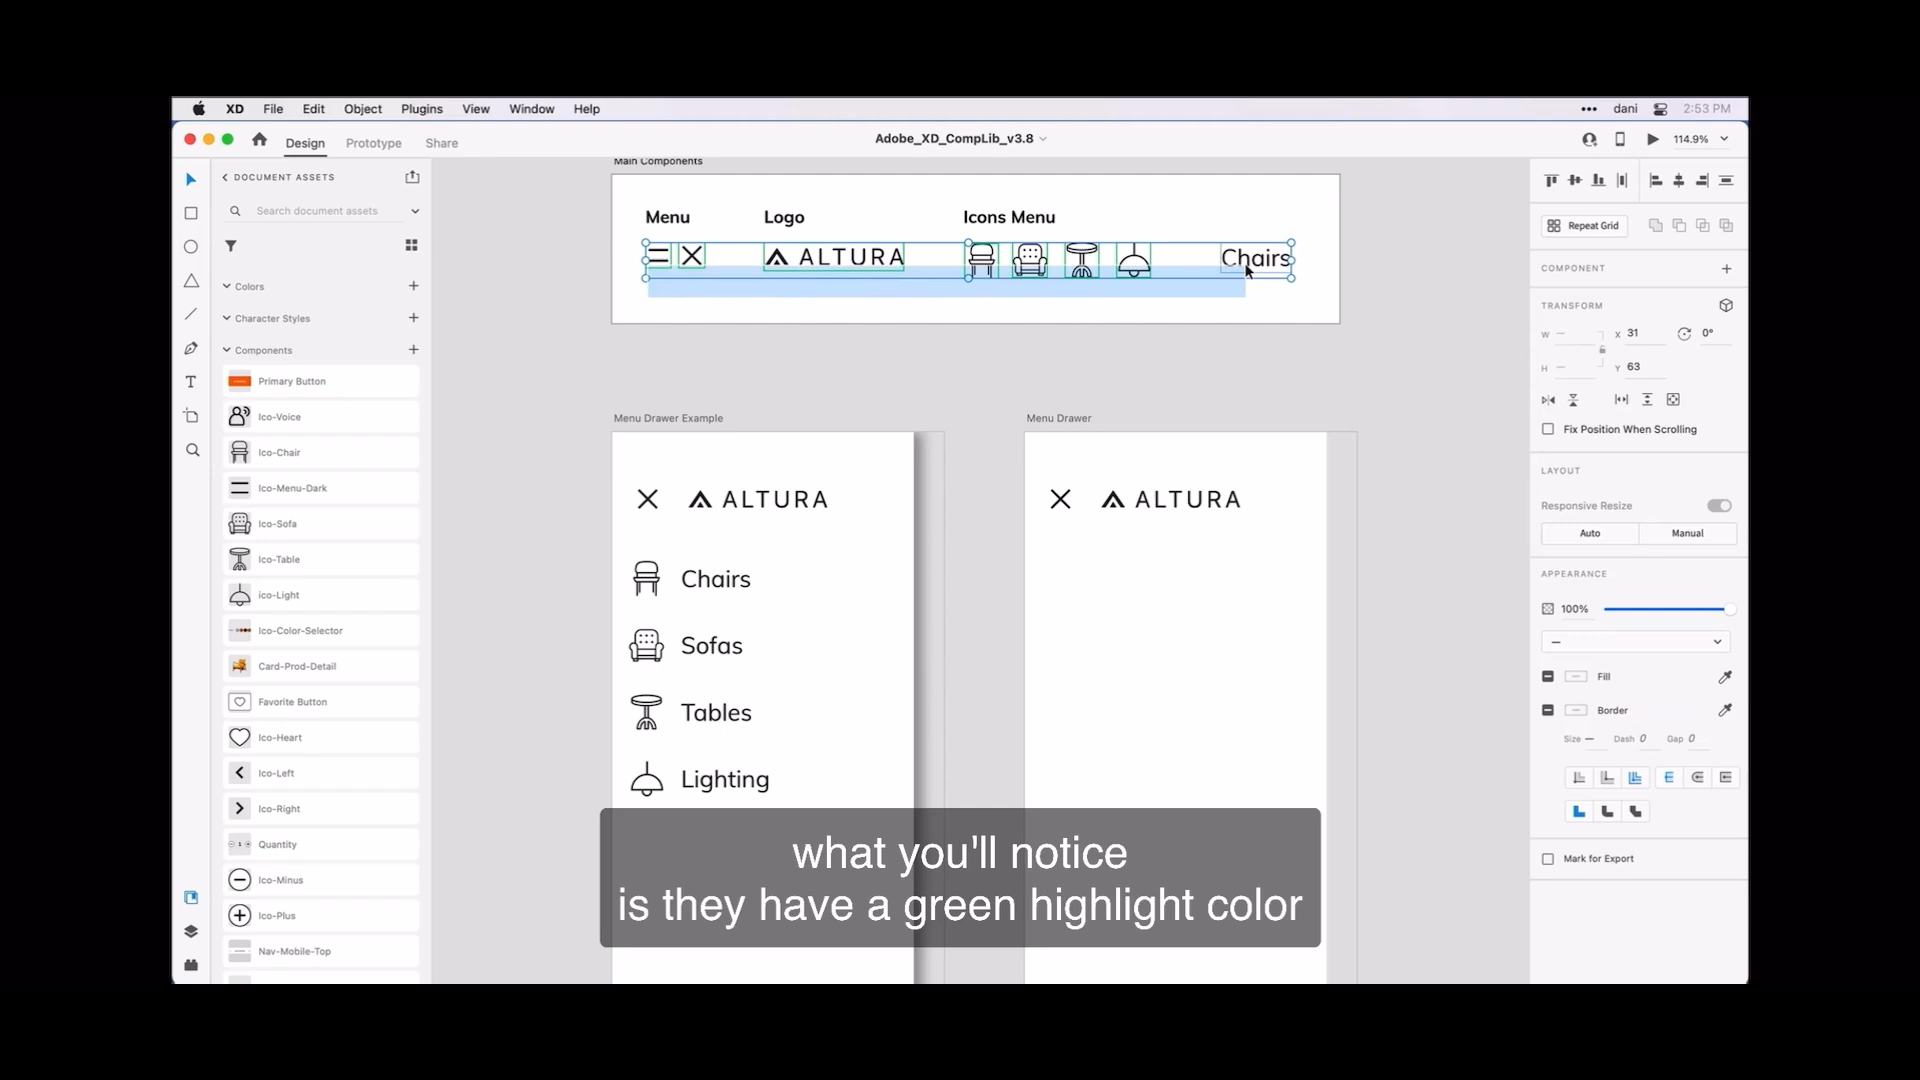 XD File Edit Object Plugins View Window Help
••• dani 2:53 PM
Design Prototype Share
Adobe_XD_CompLib_v3.8
114.9%
DOCUMENT ASSETS
Search document assets
Colors
Character Styles
Components
Primary Button
Ico-Voice
Ico-Chair
Ico-Menu-Dark
Ico-Sofa
Ico-Table
ico-Light
Ico-Color-Selector
Card-Prod-Detail
Favorite Button
Ico-Heart
Ico-Left
Ico-Right
Quantity
Ico-Minus
Ico-Plus
Nav-Mobile-Top
Main Components
Menu Logo Icons Menu
ALTURA Chairs
Menu Drawer Example
ALTURA
Chairs
Sofas
Tables
Lighting
Menu Drawer
ALTURA
what you'll notice
is they have a green highlight color
Repeat Grid
COMPONENT
TRANSFORM
W — X 31 0°
H — Y 63
Fix Position When Scrolling
LAYOUT
Responsive Resize
Auto Manual
APPEARANCE
100%
—
Fill
Border
Size — Dash 0 Gap 0
Mark for Export